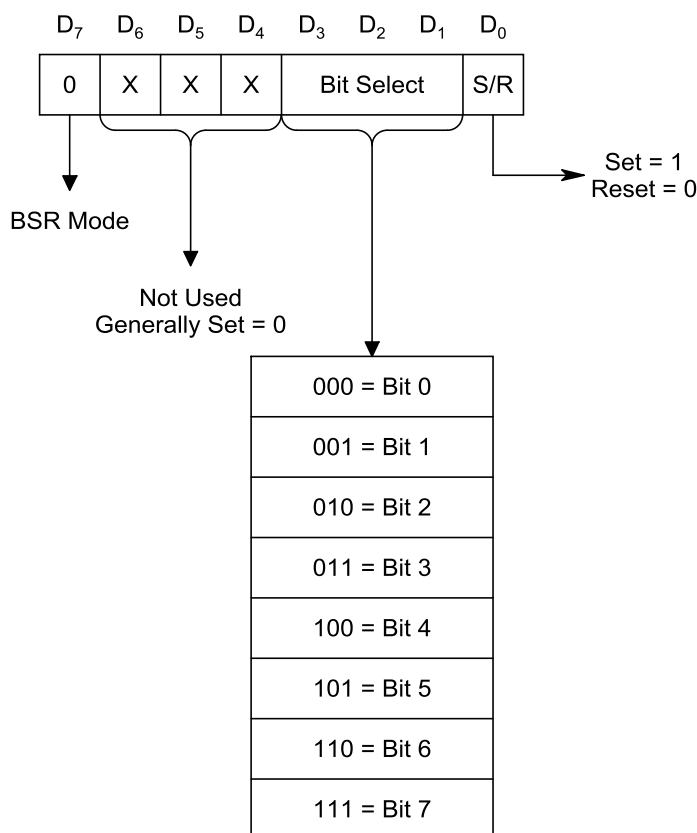 D₇ D₆ D₅ D₄ D₃ D₂ D₁ D₀
0 X X X Bit Select S/R
Set = 1
Reset = 0
BSR Mode
Not Used
Generally Set = 0
000 = Bit 0
001 = Bit 1
010 = Bit 2
011 = Bit 3
100 = Bit 4
101 = Bit 5
110 = Bit 6
111 = Bit 7